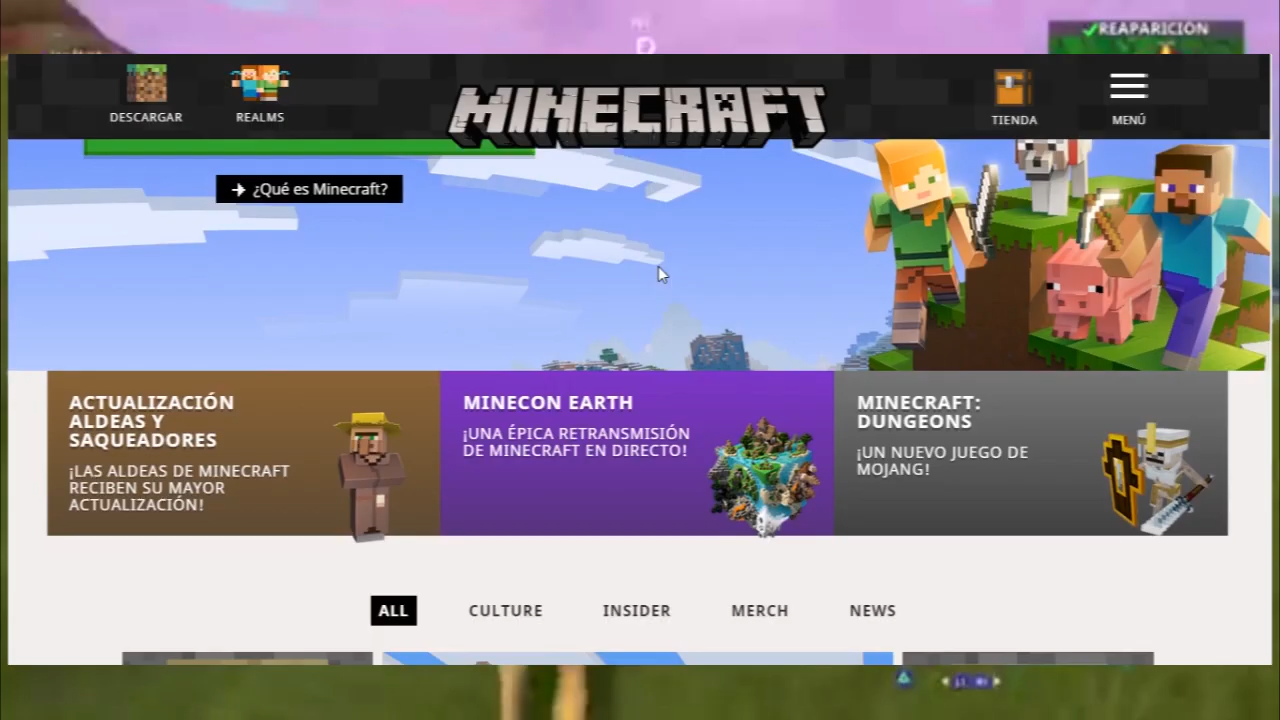 ✓REAPARICIÓN
DESCARGAR
REALMS
MINECRAFT
TIENDA
MENÚ
→ ¿Qué es Minecraft?
ACTUALIZACIÓN
ALDEAS Y
SAQUEADORES
¡LAS ALDEAS DE MINECRAFT
RECIBEN SU MAYOR
ACTUALIZACIÓN!
MINECON EARTH
¡UNA ÉPICA RETRANSMISIÓN
DE MINECRAFT EN DIRECTO!
MINECRAFT:
DUNGEONS
¡UN NUEVO JUEGO DE
MOJANG!
ALL
CULTURE
INSIDER
MERCH
NEWS